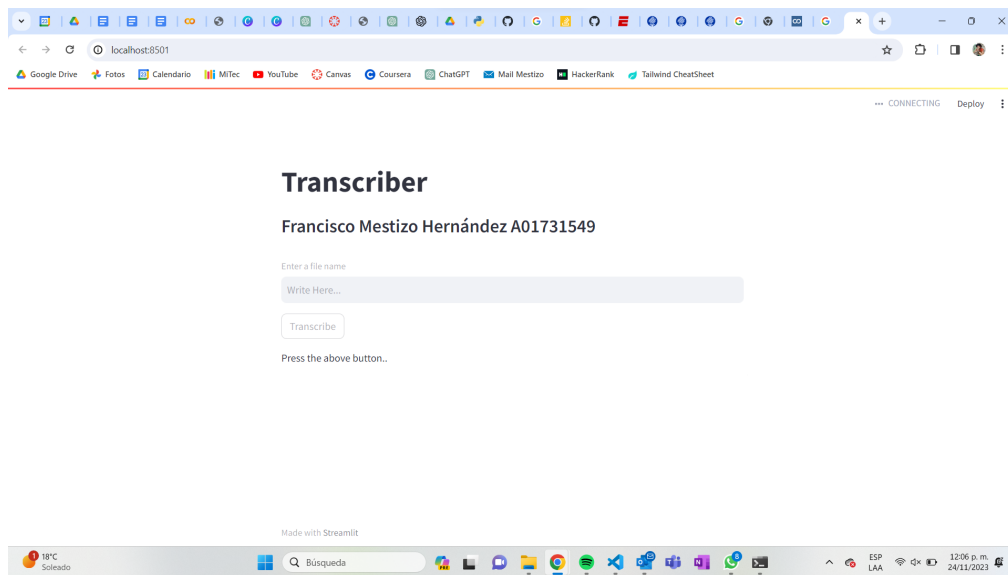 localhost:8501
Google Drive Fotos Calendario MiTec YouTube Canvas Coursera ChatGPT Mail Mestizo HackerRank Tailwind CheatSheet
CONNECTING Deploy
Transcriber
Francisco Mestizo Hernández A01731549
Enter a file name
Write Here...
Transcribe
Press the above button..
Made with Streamlit
1 18°C
Soleado
Búsqueda
8
ESP
LAA
12:06 p. m.
24/11/2023